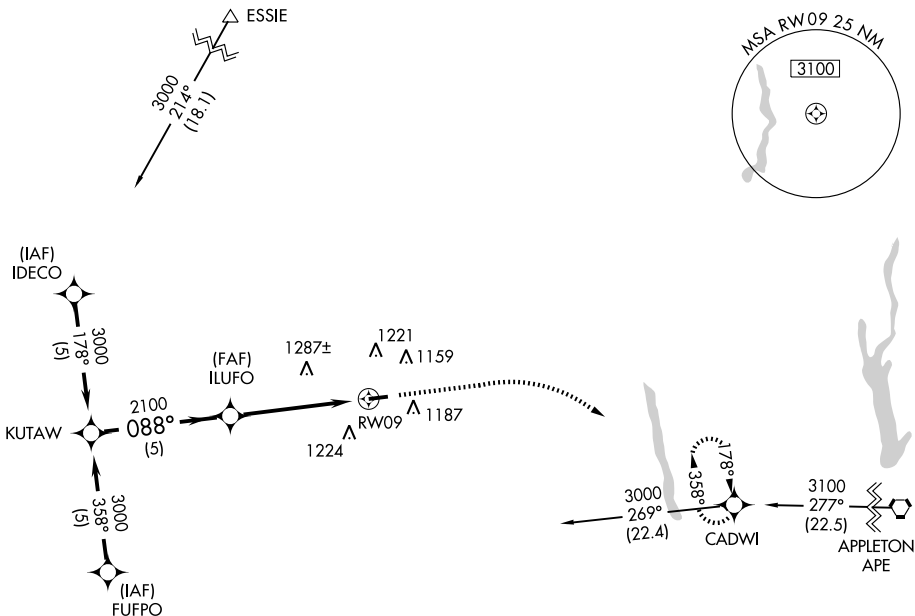 ESSIE
3000
214°
(18.1)
MSA RW09 25 NM
3100
(IAF)
IDECO
3000
178°
(5)
(FAF)
ILUFO
1287±
1221
1159
2100
088°
(5)
KUTAW
RW09
1187
1224
3000
358°
(5)
(IAF)
FUFPO
178°
358°
3000
269°
(22.4)
CADWI
3100
277°
(22.5)
APPLETON
APE